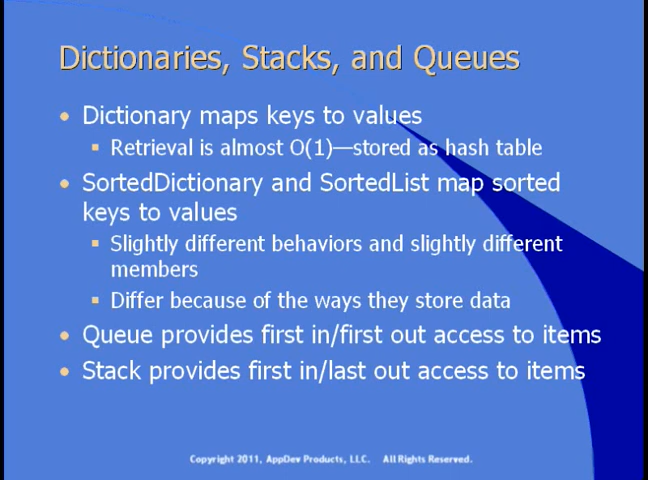 Dictionaries, Stacks, and Queues
• Dictionary maps keys to values
▪ Retrieval is almost O(1)—stored as hash table
• SortedDictionary and SortedList map sorted
keys to values
▪ Slightly different behaviors and slightly different
members
▪ Differ because of the ways they store data
• Queue provides first in/first out access to items
• Stack provides first in/last out access to items
Copyright 2011, AppDev Products, LLC. All Rights Reserved.